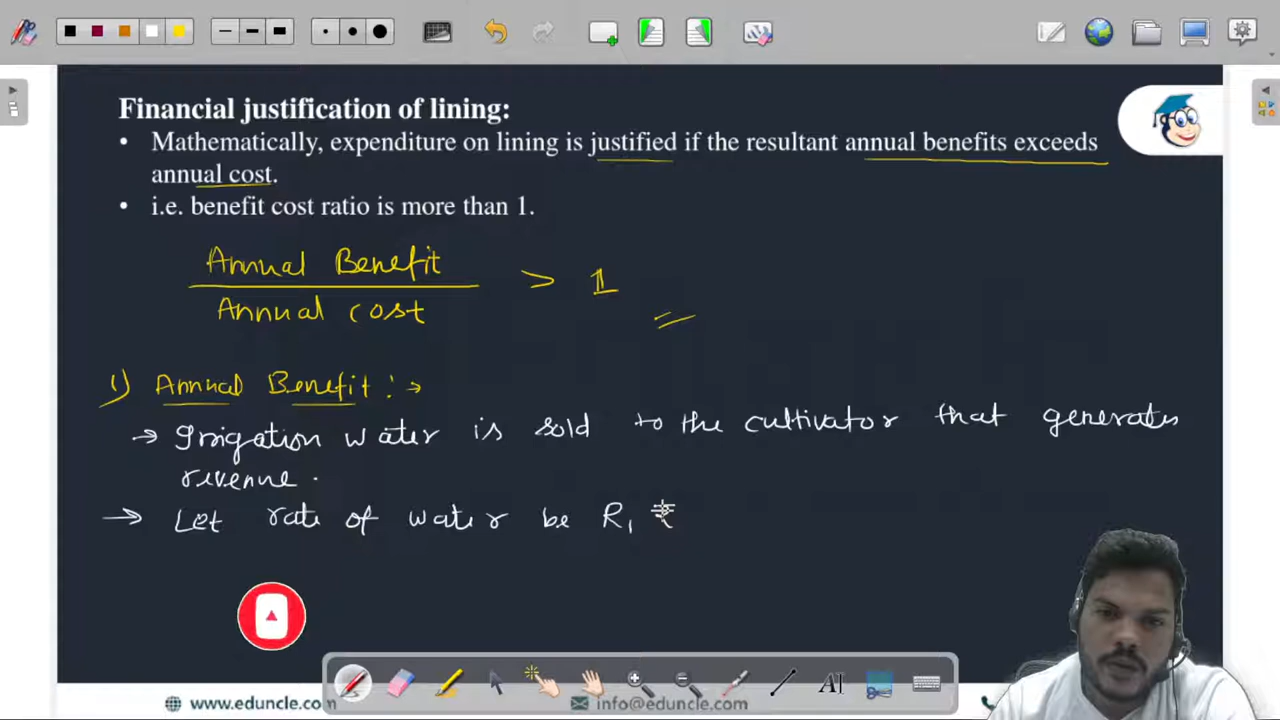 Financial justification of lining:
• Mathematically, expenditure on lining is justified if the resultant annual benefits exceeds
annual cost.
• i.e. benefit cost ratio is more than 1.
Annual Benefit
Annual cost
> 1
1) Annual Benefit :→
→ Irrigation water is sold to the cultivator that generates
revenue.
→ Let rate of water be R₁ ₹
www.eduncle.com
info@eduncle.com